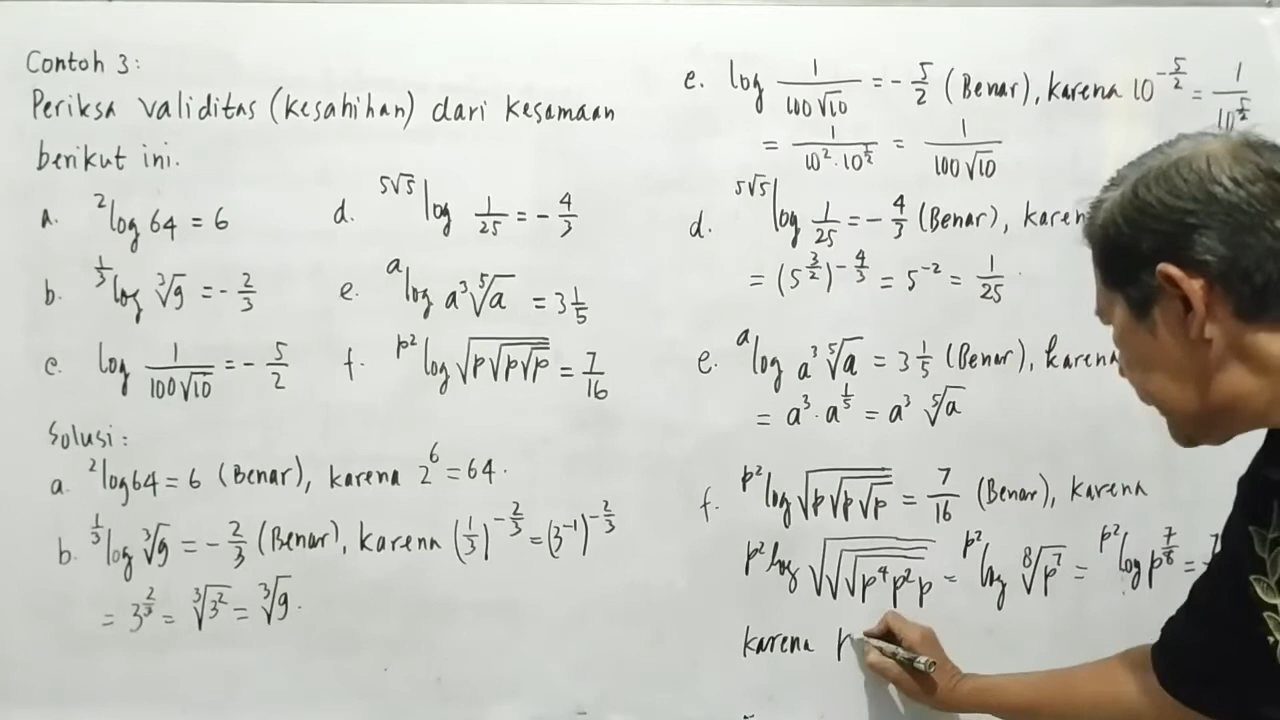 Contoh 3:
Periksa validitas (kesahihan) dari kesamaan
berikut ini.
a. ²log 64 = 6
d. ⁵√⁵log 1/25 = -4/3
b. ^(1/3)log ∛9 = -2/3
e. ᵃlog a³ ⁵√a = 3 1/5
c. log 1/(100√10) = -5/2
f. ^(p²)log √(p√(p√p)) = 7/16
Solusi:
a. ²log 64 = 6 (Benar), karena 2⁶ = 64.
b. ^(1/3)log ∛9 = -2/3 (Benar), karena (1/3)^(-2/3) = (3⁻¹)^(-2/3)
= 3^(2/3) = ∛(3²) = ∛9.
e. log 1/(100√10) = -5/2 (Benar), karena 10^(-5/2) = 1/10^(5/2)
= 1/(10²·10^(1/2)) = 1/(100√10)
d. ^(5√5)log 1/25 = -4/3 (Benar),
= (5^(3/2))^(-4/3) = 5⁻² = 1/25.
e. ᵃlog a³ ⁵√a = 3 1/5 (Benar), karena
= a³·a^(1/5) = a³ ⁵√a
f. ^(p²)log √(p√(p√p)) = 7/16 (Benar), karena
^(p²)log √(√(√(p⁴p²p))) = ^(p²)log ⁸√(p⁷) = ^(p²)log p^(7/8) =
karena